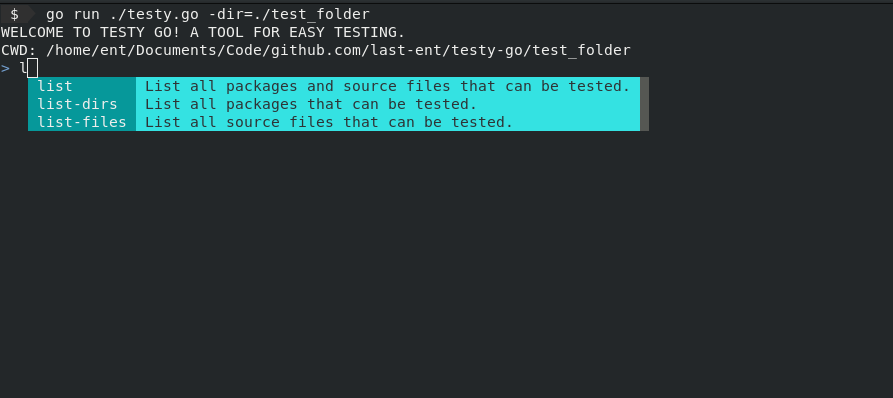 $ go run ./testy.go -dir=./test_folder
WELCOME TO TESTY GO! A TOOL FOR EASY TESTING.
CWD: /home/ent/Documents/Code/github.com/last-ent/testy-go/test_folder
> l
list List all packages and source files that can be tested.
list-dirs List all packages that can be tested.
list-files List all source files that can be tested.